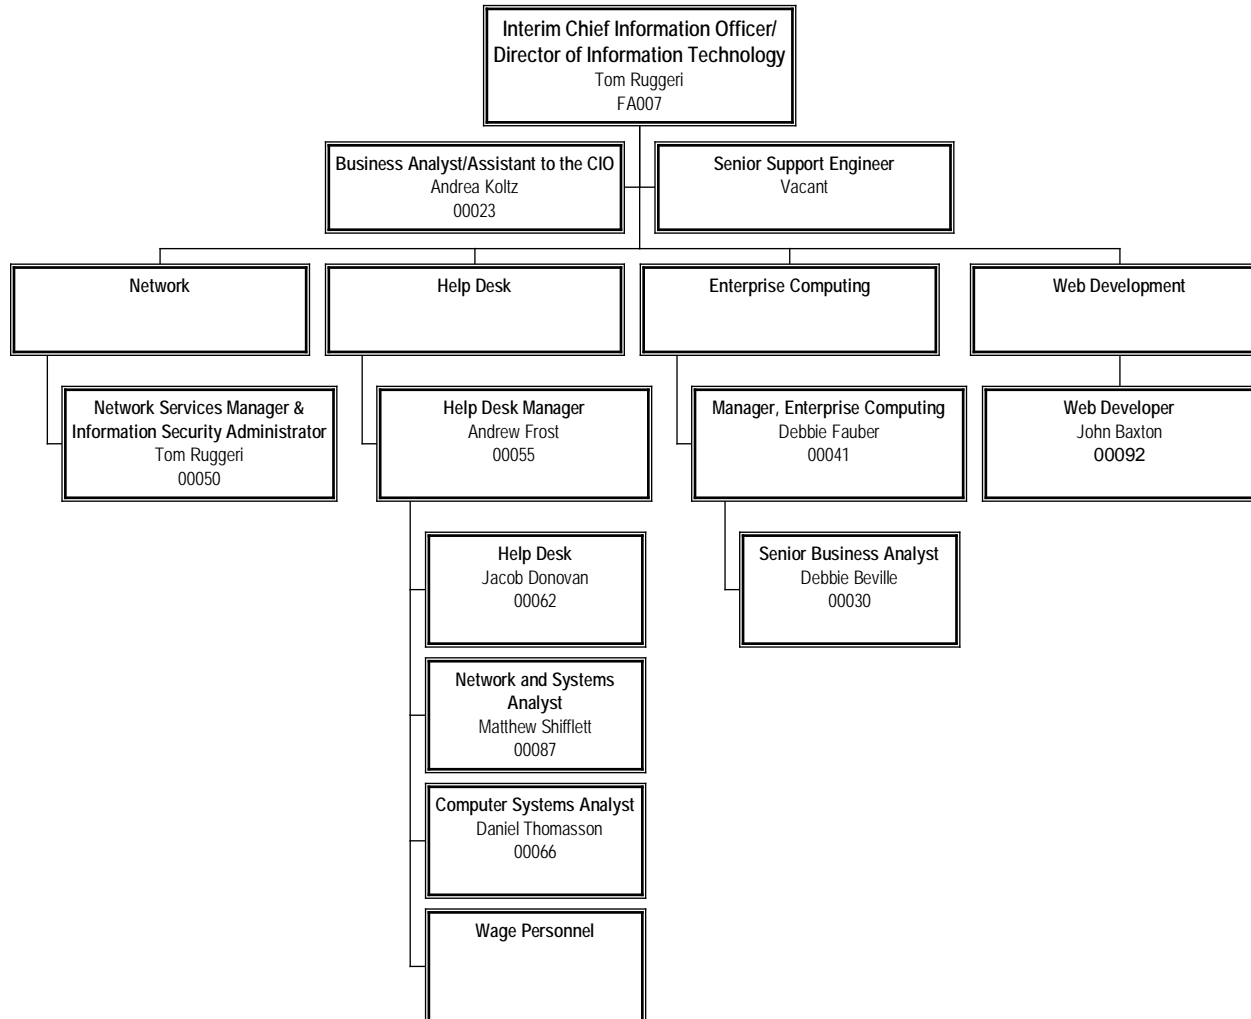 Interim Chief Information Officer/
Director of Information Technology
Tom Ruggeri
FA007
Business Analyst/Assistant to the CIO
Andrea Koltz
00023
Senior Support Engineer
Vacant
Network
Help Desk
Enterprise Computing
Web Development
Network Services Manager &
Information Security Administrator
Tom Ruggeri
00050
Help Desk Manager
Andrew Frost
00055
Manager, Enterprise Computing
Debbie Fauber
00041
Web Developer
John Baxton
00092
Help Desk
Jacob Donovan
00062
Senior Business Analyst
Debbie Beville
00030
Network and Systems
Analyst
Matthew Shifflett
00087
Computer Systems Analyst
Daniel Thomasson
00066
Wage Personnel